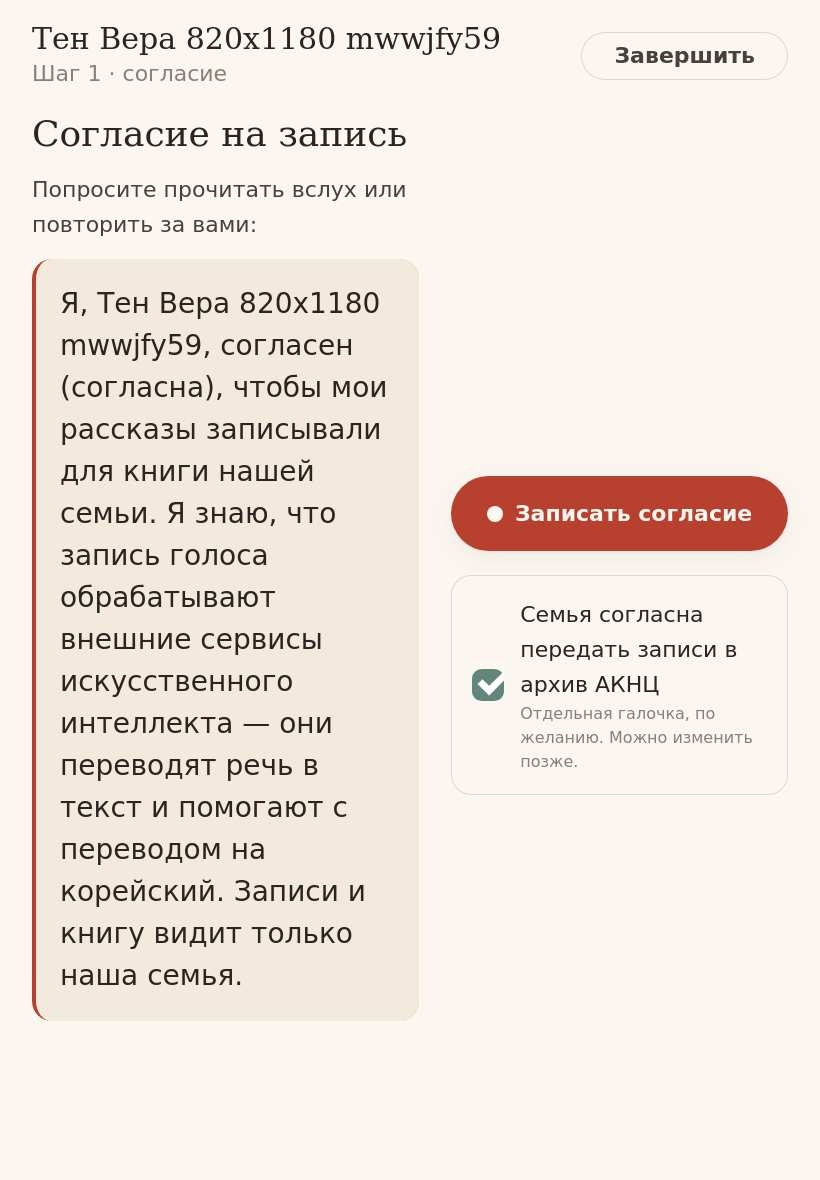 Тен Вера 820x1180 mwwjfy59
Шаг 1 · согласие
Завершить
Согласие на запись
Попросите прочитать вслух или
повторить за вами:
Я, Тен Вера 820x1180
mwwjfy59, согласен
(согласна), чтобы мои
рассказы записывали
для книги нашей
семьи. Я знаю, что
запись голоса
обрабатывают
внешние сервисы
искусственного
интеллекта — они
переводят речь в
текст и помогают с
переводом на
корейский. Записи и
книгу видит только
наша семья.
Записать согласие
Семья согласна
передать записи в
архив АКНЦ
Отдельная галочка, по
желанию. Можно изменить
позже.